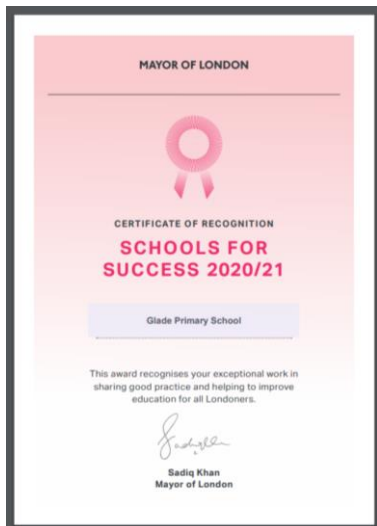 MAYOR OF LONDON
CERTIFICATE OF RECOGNITION
SCHOOLS FOR
SUCCESS 2020/21
Glade Primary School
This award recognises your exceptional work in
sharing good practice and helping to improve
education for all Londoners.
Sadiq Khan
Mayor of London